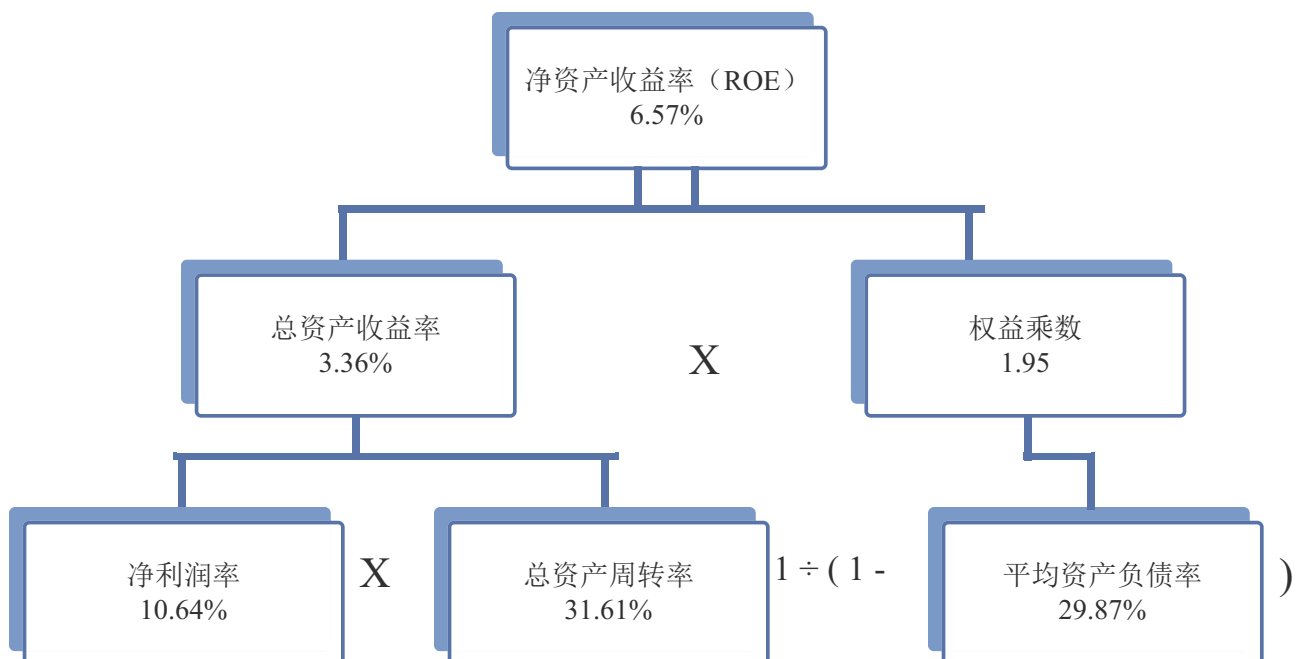 净资产收益率（ROE）
6.57%
总资产收益率
3.36%
X
权益乘数
1.95
净利润率
10.64%
X
总资产周转率
31.61%
1 ÷ ( 1 -
平均资产负债率
29.87%
)